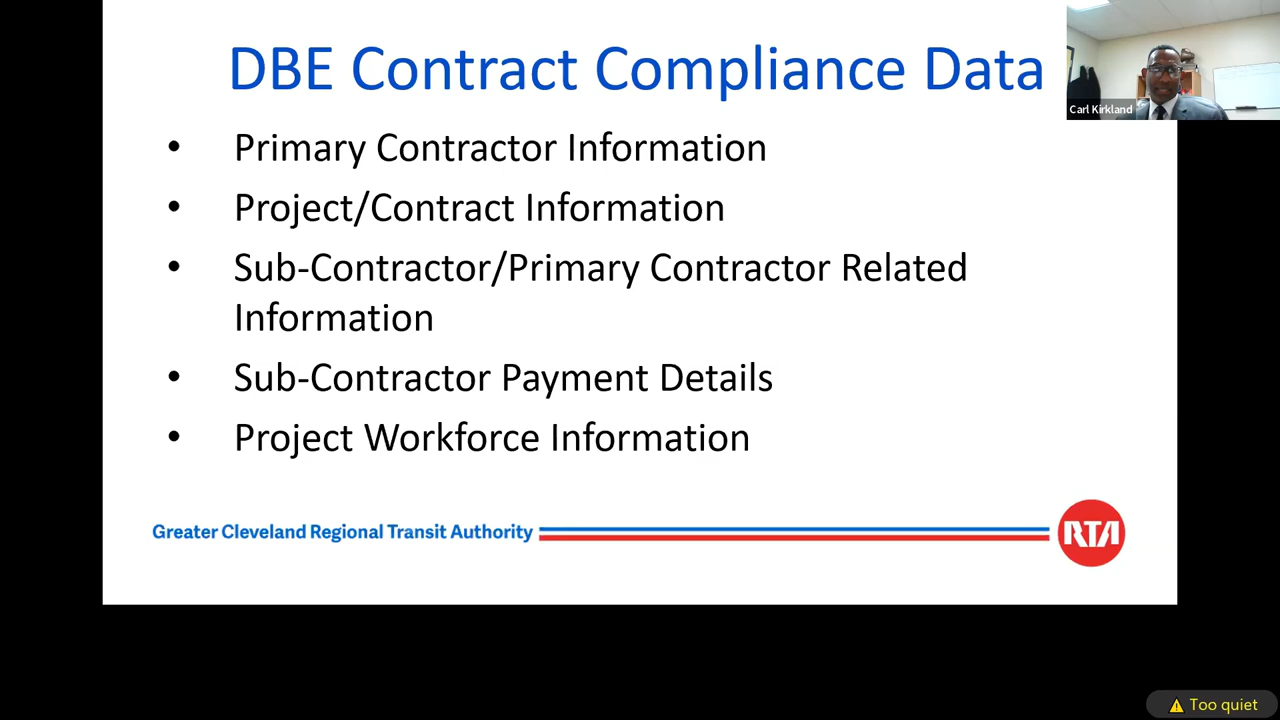 DBE Contract Compliance Data
Carl Kirkland
• Primary Contractor Information
• Project/Contract Information
• Sub-Contractor/Primary Contractor Related
Information
• Sub-Contractor Payment Details
• Project Workforce Information
Greater Cleveland Regional Transit Authority
RTA
Too quiet